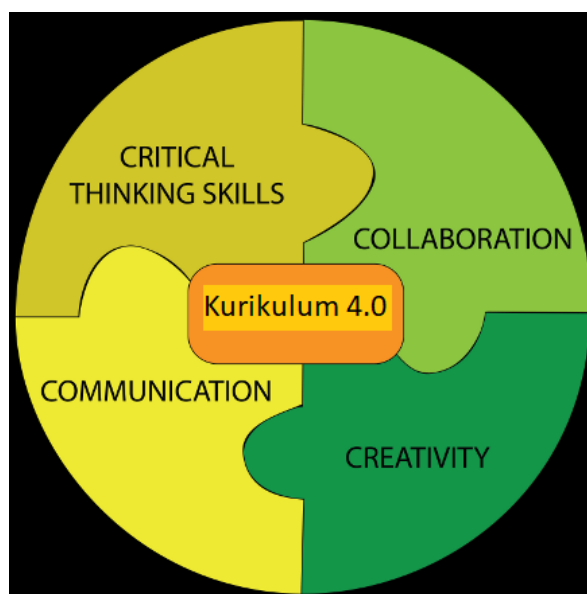 CRITICAL
THINKING SKILLS
COLLABORATION
Kurikulum 4.0
COMMUNICATION
CREATIVITY